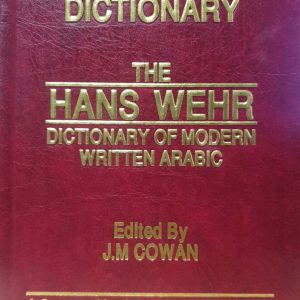 DICTIONARY
THE
HANS WEHR
DICTIONARY OF MODERN
WRITTEN ARABIC
Edited By
J.M COWAN